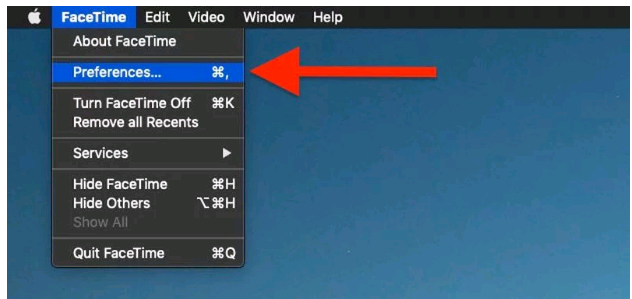 FaceTime Edit Video Window Help
About FaceTime
Preferences... ⌘,
Turn FaceTime Off ⌘K
Remove all Recents
Services ▶
Hide FaceTime ⌘H
Hide Others ⌥⌘H
Show All
Quit FaceTime ⌘Q